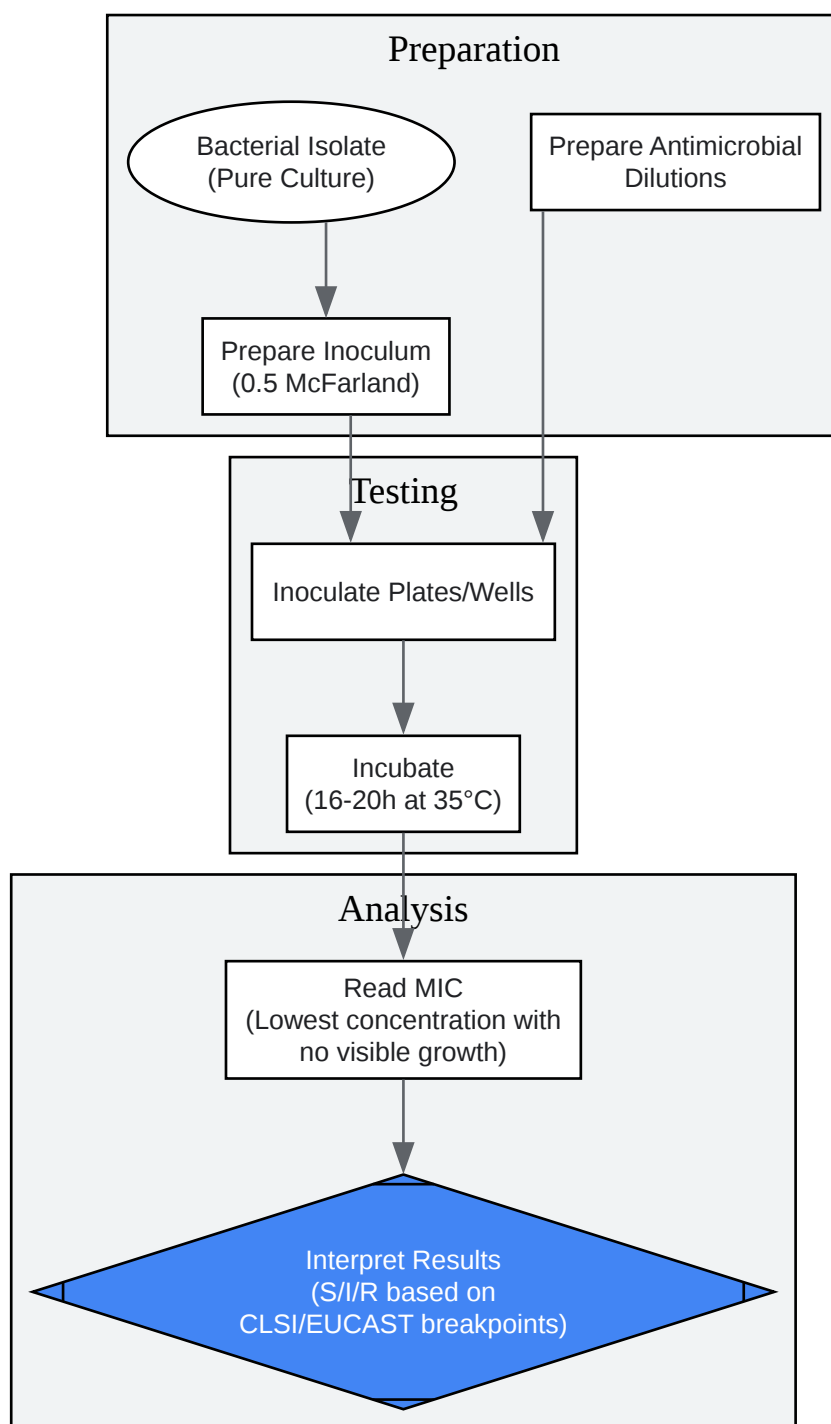 Preparation
Bacterial Isolate
(Pure Culture)
Prepare Antimicrobial
Dilutions
Prepare Inoculum
(0.5 McFarland)
Testing
Inoculate Plates/Wells
Incubate
(16-20h at 35°C)
Analysis
Read MIC
(Lowest concentration with
no visible growth)
Interpret Results
(S/I/R based on
CLSI/EUCAST breakpoints)